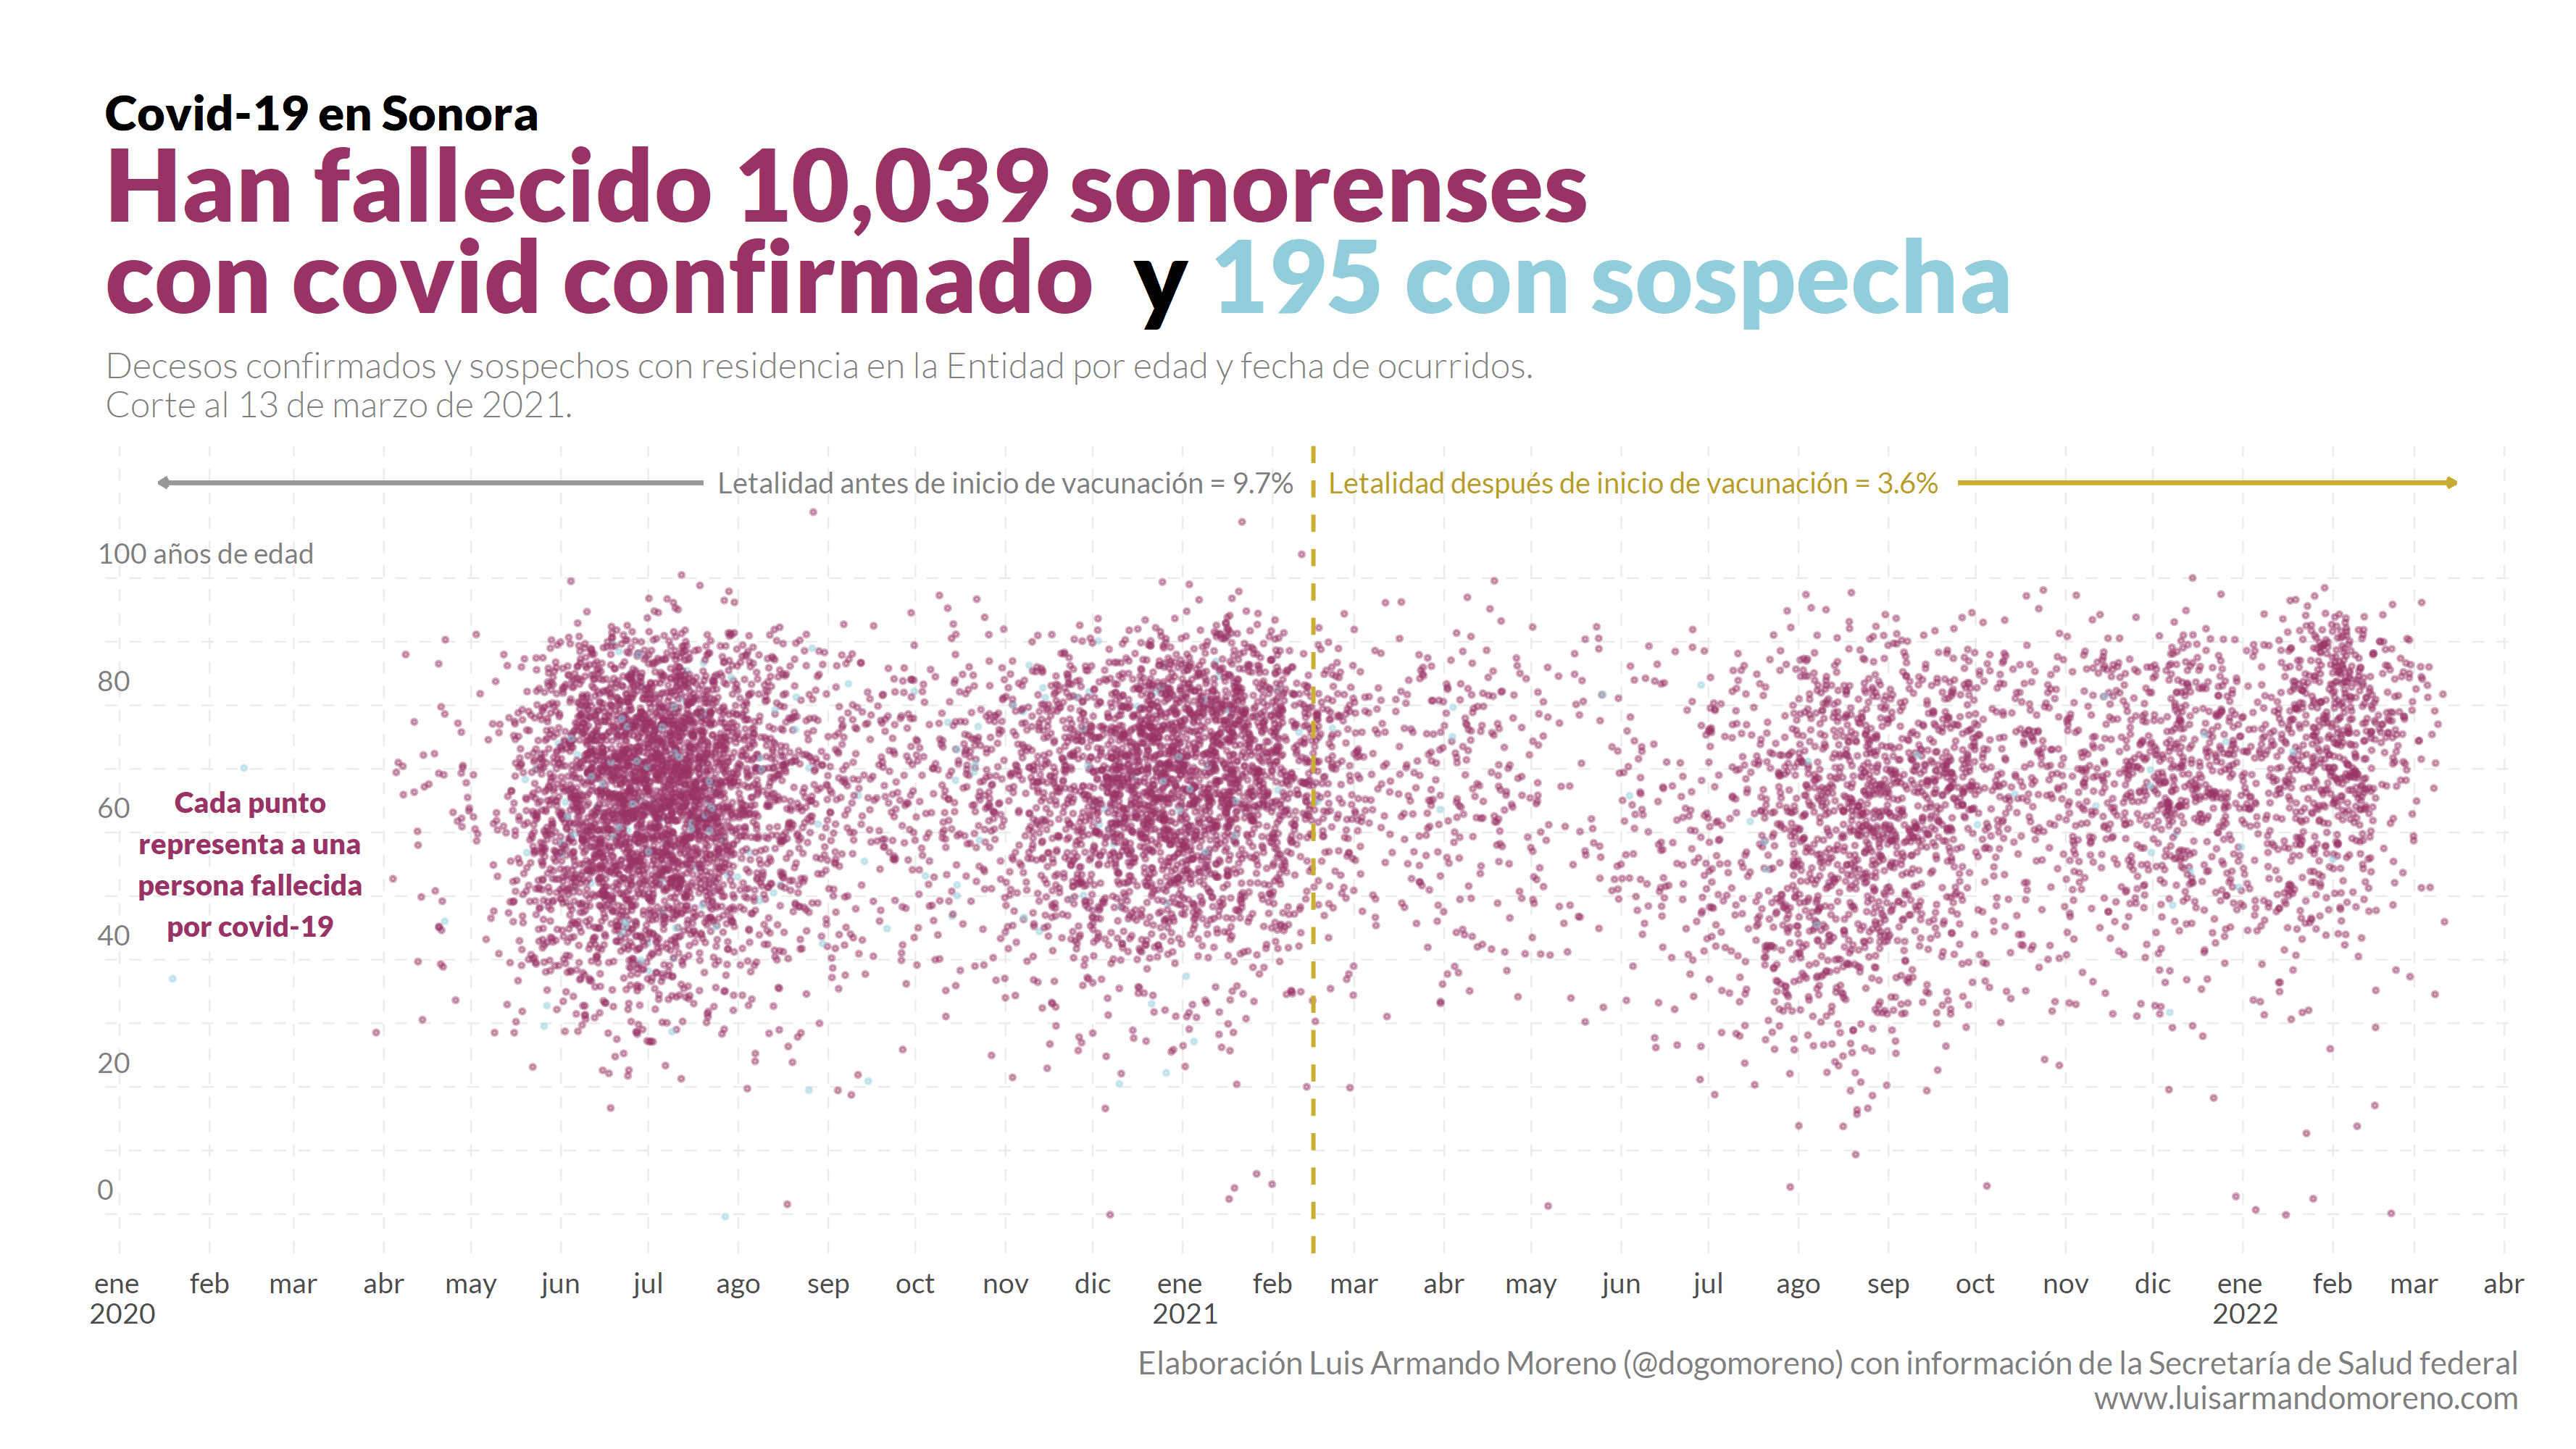 Covid-19 en Sonora
Han fallecido 10,039 sonorenses
con covid confirmado y 195 con sospecha
Decesos confirmados y sospechos con residencia en la Entidad por edad y fecha de ocurridos.
Corte al 13 de marzo de 2021.
Letalidad antes de inicio de vacunación = 9.7%
Letalidad después de inicio de vacunación = 3.6%
100 años de edad
80
60
40
20
0
Cada punto
representa a una
persona fallecida
por covid-19
ene feb mar abr may jun jul ago sep oct nov dic ene feb mar abr may jun jul ago sep oct nov dic ene feb mar abr
2020 2021 2022
Elaboración Luis Armando Moreno (@dogomoreno) con información de la Secretaría de Salud federal
www.luisarmandomoreno.com